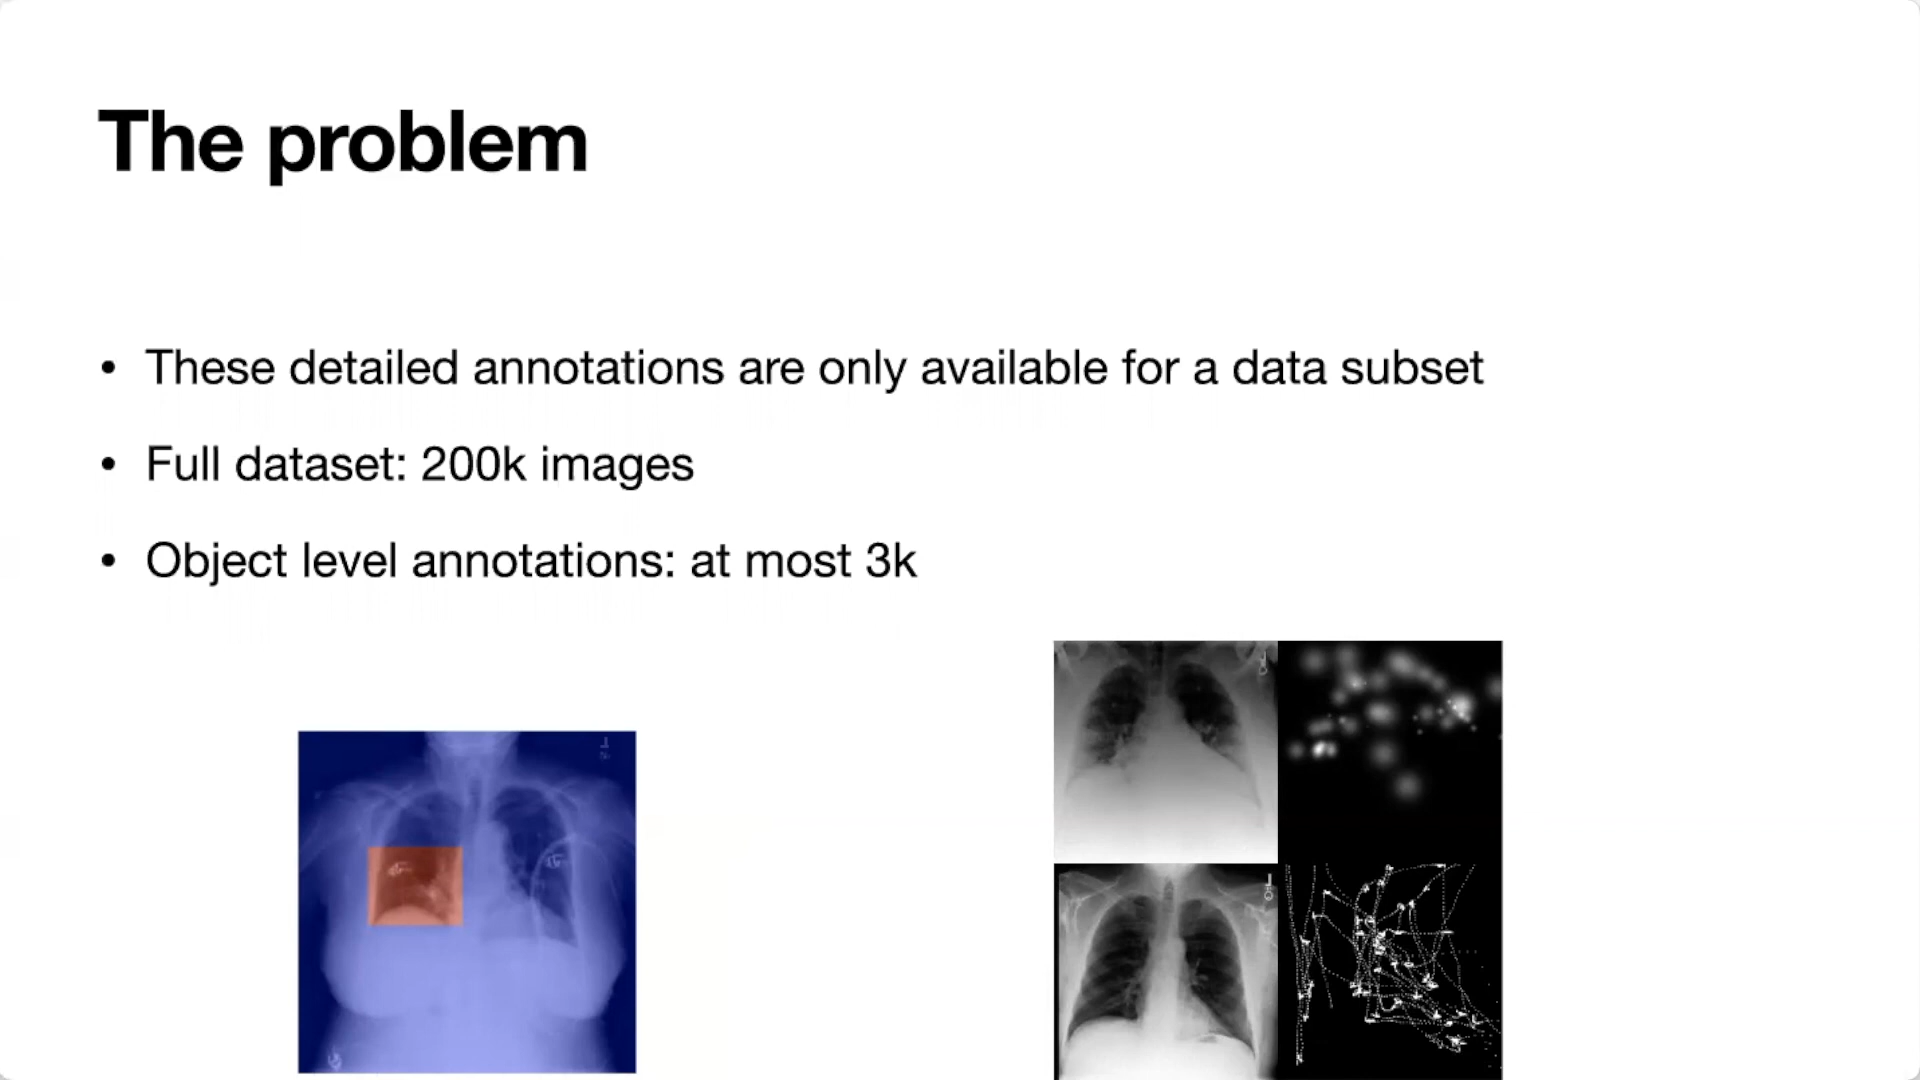 The problem
• These detailed annotations are only available for a data subset
• Full dataset: 200k images
• Object level annotations: at most 3k